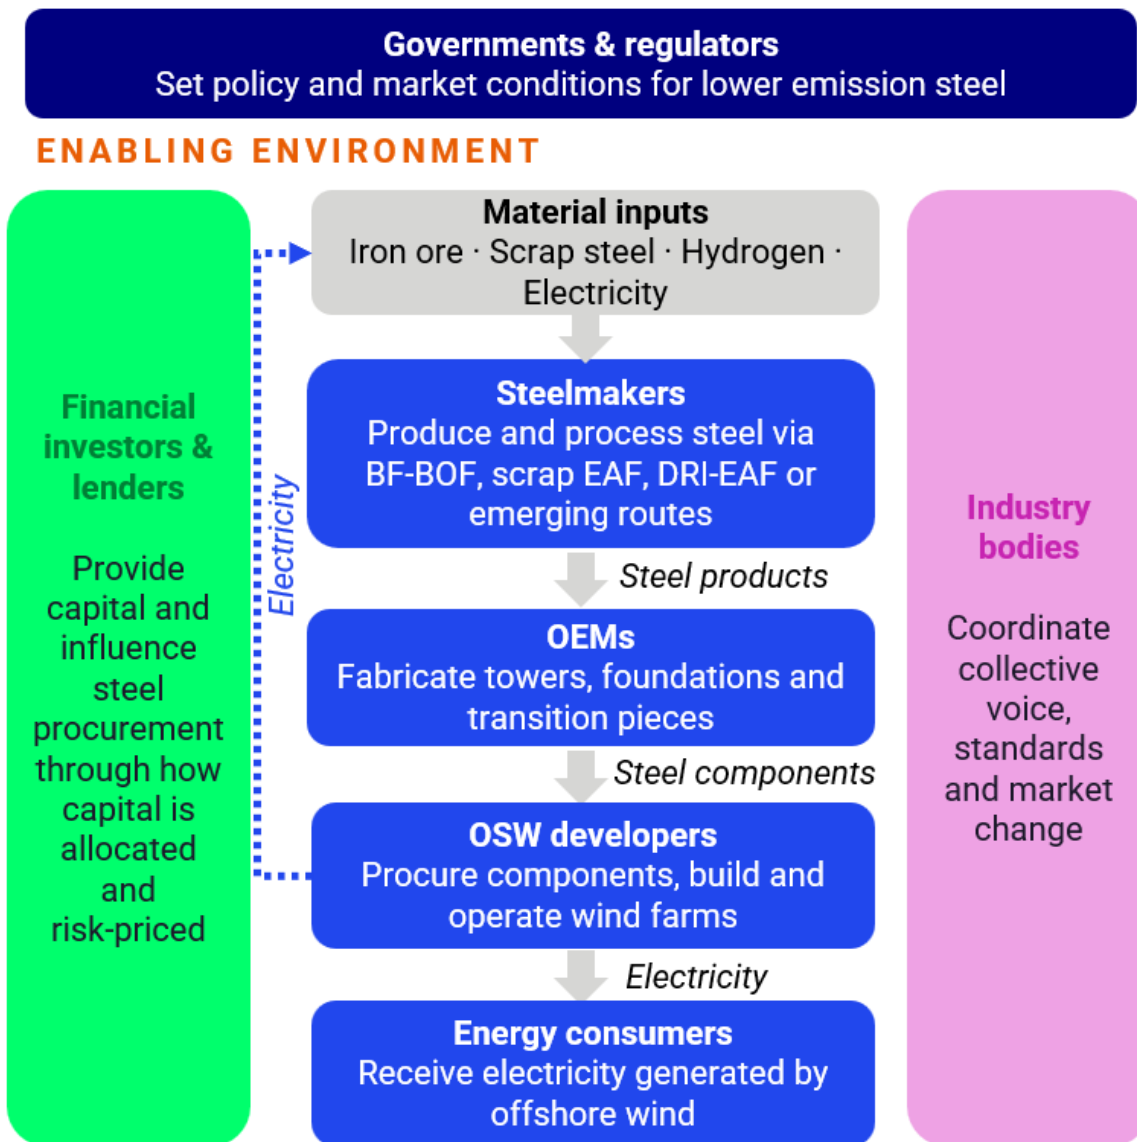 Governments & regulators
Set policy and market conditions for lower emission steel
ENABLING ENVIRONMENT
Financial
investors &
lenders
Provide
capital and
influence
steel
procurement
through how
capital is
allocated
and
risk-priced
Electricity
Material inputs
Iron ore · Scrap steel · Hydrogen ·
Electricity
Steelmakers
Produce and process steel via
BF-BOF, scrap EAF, DRI-EAF or
emerging routes
Steel products
OEMs
Fabricate towers, foundations and
transition pieces
Steel components
OSW developers
Procure components, build and
operate wind farms
Electricity
Energy consumers
Receive electricity generated by
offshore wind
Industry
bodies
Coordinate
collective
voice,
standards
and market
change